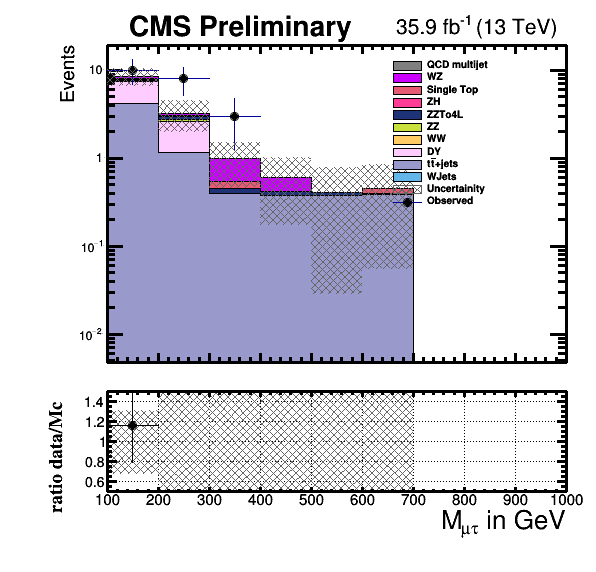 CMS Preliminary
35.9 fb⁻¹ (13 TeV)
Events
10
1
10⁻¹
10⁻²
QCD multijet
WZ
Single Top
ZH
ZZTo4L
ZZ
WW
DY
tt̄+jets
WJets
Uncertainity
Observed
ratio data/Mc
1.4
1.2
1
0.8
0.6
100 200 300 400 500 600 700 800 900 1000
M_μτ in GeV